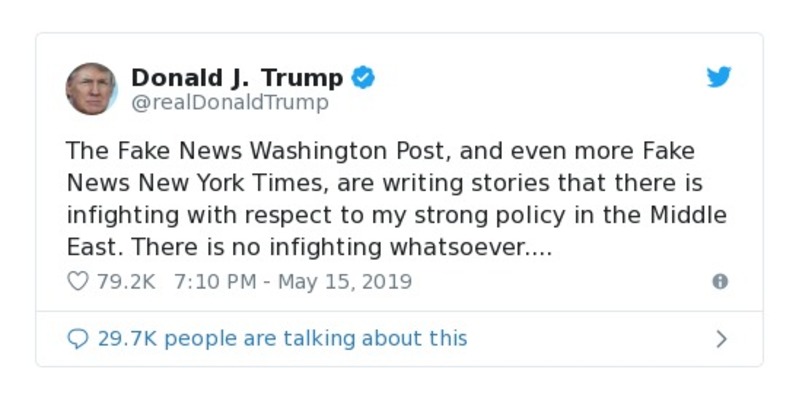 Donald J. Trump
@realDonaldTrump
The Fake News Washington Post, and even more Fake
News New York Times, are writing stories that there is
infighting with respect to my strong policy in the Middle
East. There is no infighting whatsoever....
79.2K 7:10 PM - May 15, 2019
29.7K people are talking about this